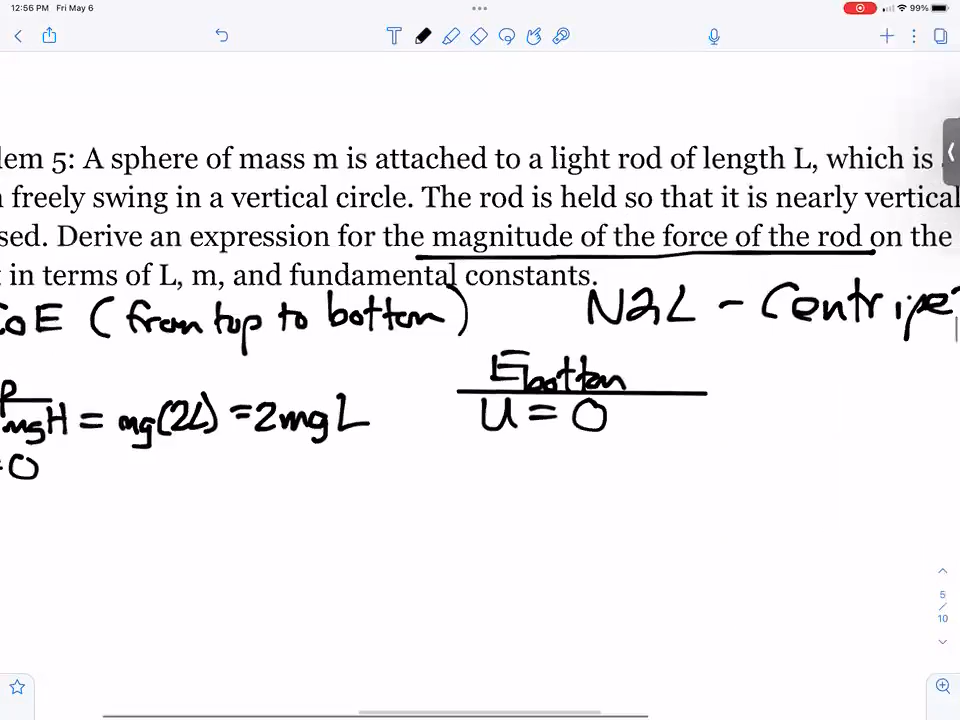 12:56 PM Fri May 6
99%
lem 5: A sphere of mass m is attached to a light rod of length L, which is
freely swing in a vertical circle. The rod is held so that it is nearly vertical
sed. Derive an expression for the magnitude of the force of the rod on the
in terms of L, m, and fundamental constants.
CoE (from top to bottom)
N2L - Centripe
Ebottom
mgH = mg(2L) = 2mgL
U = 0
=0
5
/
10